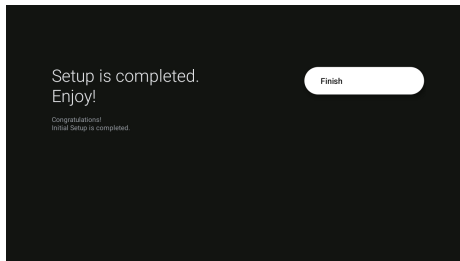 Setup is completed.
Enjoy!
Congratulations!
Initial Setup is completed.
Finish